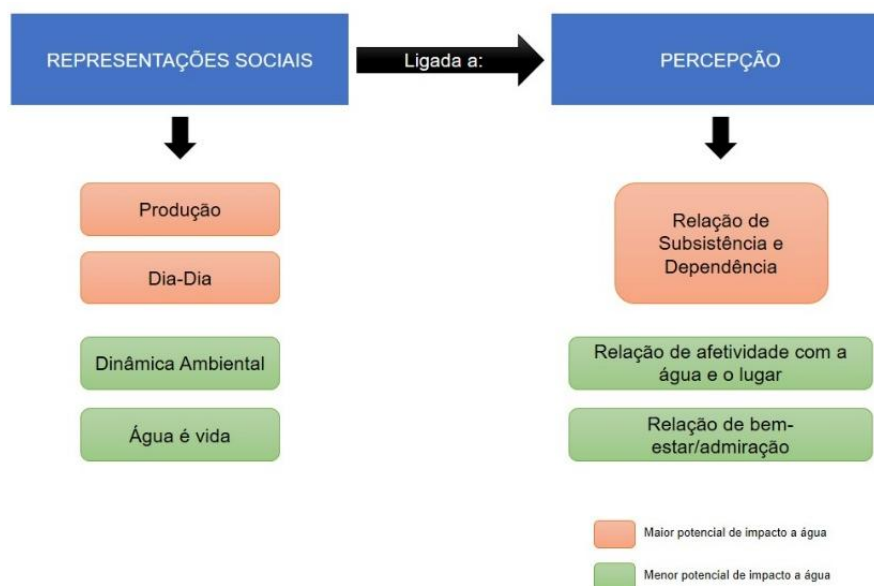 REPRESENTAÇÕES SOCIAIS
Ligada a:
PERCEPÇÃO
Produção
Dia-Dia
Dinâmica Ambiental
Água é vida
Relação de
Subsistência e
Dependência
Relação de afetividade com a
água e o lugar
Relação de bem-
estar/admiração
Maior potencial de impacto a água
Menor potencial de impacto a água